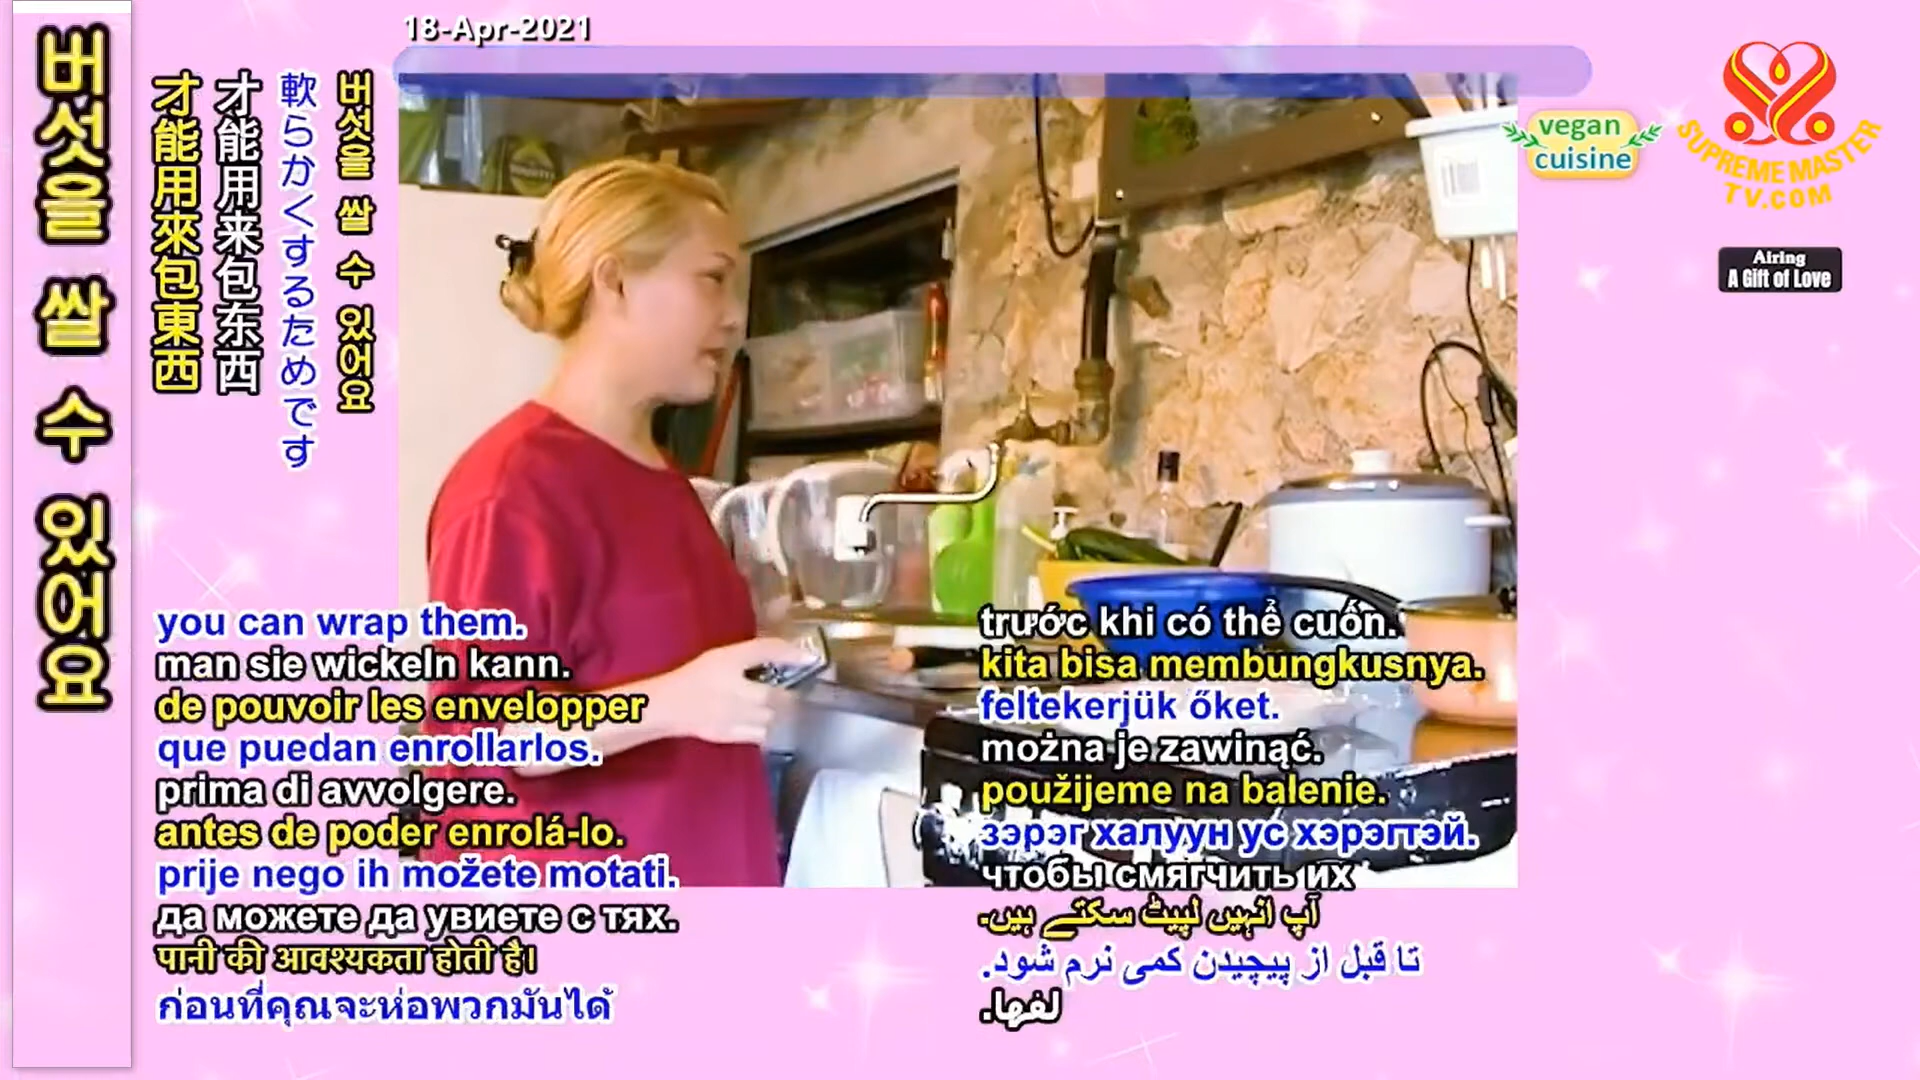 18-Apr-2021
버섯을 쌀 수 있어요
才能用來包東西
才能用来包东西
軟らかくするためです
버섯을 쌀 수 있어요
vegan
cuisine
SUPREME MASTER
TV.COM
Airing
A Gift of Love
you can wrap them.
man sie wickeln kann.
de pouvoir les envelopper
que puedan enrollarlos.
prima di avvolgere.
antes de poder enrolá-lo.
prije nego ih možete motati.
да можете да увиете с тях.
पानी की आवश्यकता होती है।
ก่อนที่คุณจะห่อพวกมันได้
trước khi có thể cuốn.
kita bisa membungkusnya.
feltekerjük őket.
można je zawinąć.
použijeme na balenie.
зэрэг халуун ус хэрэгтэй.
чтобы смягчить их
آپ انہیں لپیٹ سکتے ہیں۔
تا قبل از پیچیدن کمی نرم شود.
لفها.